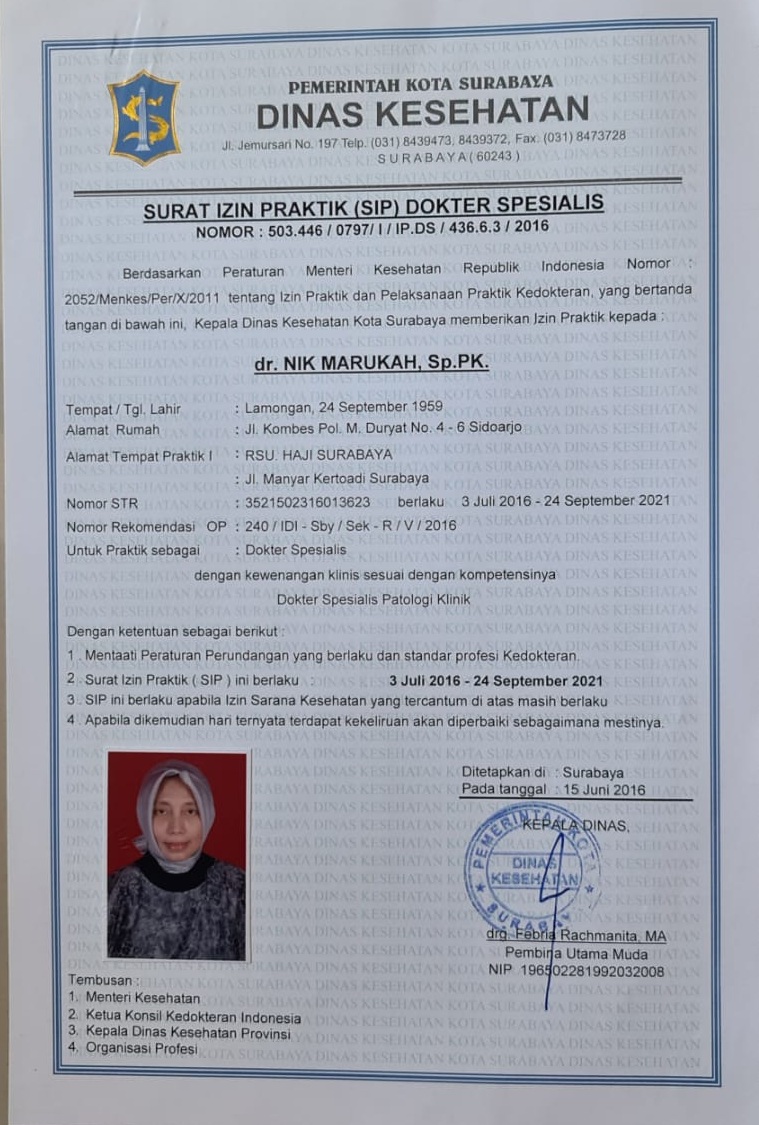 PEMERINTAH KOTA SURABAYA
DINAS KESEHATAN
Jl. Jemursari No. 197 Telp. (031) 8439473, 8439372, Fax. (031) 8473728
SURABAYA ( 60243 )
SURAT IZIN PRAKTIK (SIP) DOKTER SPESIALIS
NOMOR : 503.446 / 0797/ I / IP.DS / 436.6.3 / 2016
Berdasarkan Peraturan Menteri Kesehatan Republik Indonesia Nomor :
2052/Menkes/Per/X/2011 tentang Izin Praktik dan Pelaksanaan Praktik Kedokteran, yang bertanda
tangan di bawah ini, Kepala Dinas Kesehatan Kota Surabaya memberikan Izin Praktik kepada :
dr. NIK MARUKAH, Sp.PK.
Tempat / Tgl. Lahir : Lamongan, 24 September 1959
Alamat Rumah : Jl. Kombes Pol. M. Duryat No. 4 - 6 Sidoarjo
Alamat Tempat Praktik I : RSU. HAJI SURABAYA
: Jl. Manyar Kertoadi Surabaya
Nomor STR : 3521502316013623 berlaku 3 Juli 2016 - 24 September 2021
Nomor Rekomendasi OP : 240 / IDI - Sby / Sek - R / V / 2016
Untuk Praktik sebagai : Dokter Spesialis
dengan kewenangan klinis sesuai dengan kompetensinya
Dokter Spesialis Patologi Klinik
Dengan ketentuan sebagai berikut :
1 . Mentaati Peraturan Perundangan yang berlaku dan standar profesi Kedokteran.
2 . Surat Izin Praktik ( SIP ) ini berlaku : 3 Juli 2016 - 24 September 2021
3 . SIP ini berlaku apabila Izin Sarana Kesehatan yang tercantum di atas masih berlaku
4 . Apabila dikemudian hari ternyata terdapat kekeliruan akan diperbaiki sebagaimana mestinya.
Ditetapkan di : Surabaya
Pada tanggal : 15 Juni 2016
KEPALA DINAS,
PEMERINTAH KOTA
DINAS
KESEHATAN
SURABAYA
drg. Febria Rachmanita, MA
Pembina Utama Muda
NIP 196502281992032008
Tembusan :
1. Menteri Kesehatan
2. Ketua Konsil Kedokteran Indonesia
3. Kepala Dinas Kesehatan Provinsi
4. Organisasi Profesi